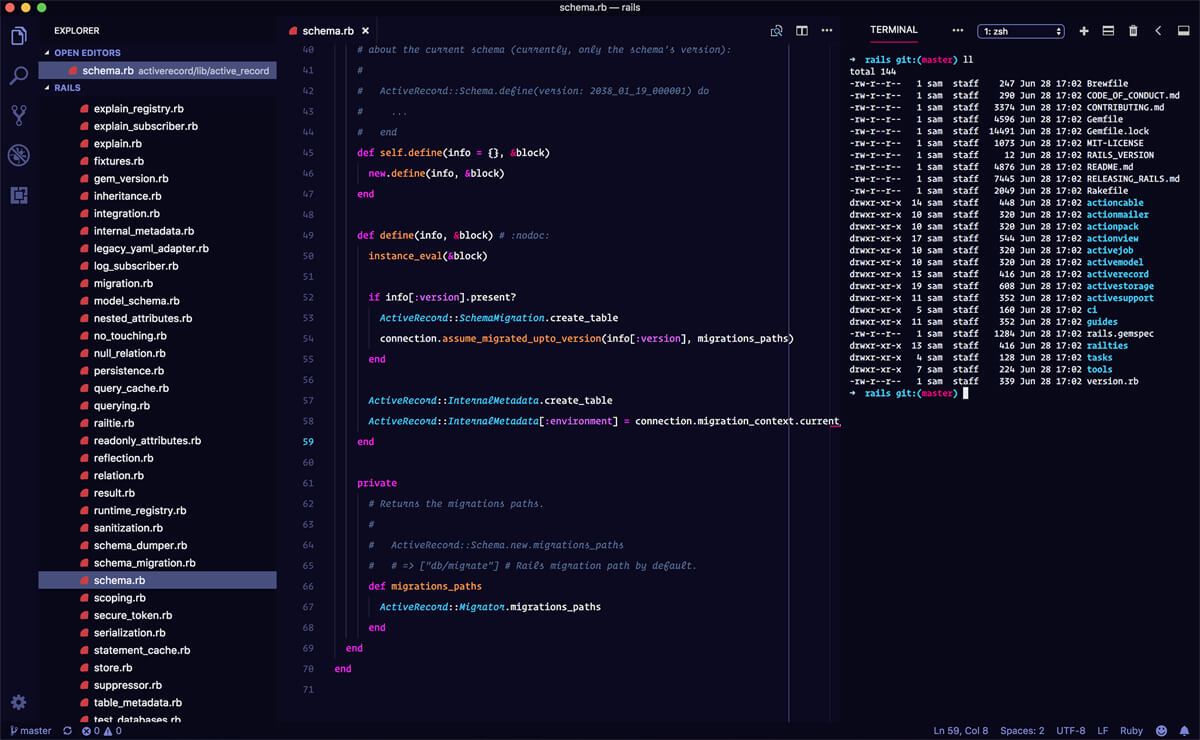 schema.rb — rails
EXPLORER
OPEN EDITORS
schema.rb activerecord/lib/active_record
RAILS
explain_registry.rb
explain_subscriber.rb
explain.rb
fixtures.rb
gem_version.rb
inheritance.rb
integration.rb
internal_metadata.rb
legacy_yaml_adapter.rb
log_subscriber.rb
migration.rb
model_schema.rb
nested_attributes.rb
no_touching.rb
null_relation.rb
persistence.rb
query_cache.rb
querying.rb
railtie.rb
readonly_attributes.rb
reflection.rb
relation.rb
result.rb
runtime_registry.rb
sanitization.rb
schema_dumper.rb
schema_migration.rb
schema.rb
scoping.rb
secure_token.rb
serialization.rb
statement_cache.rb
store.rb
suppressor.rb
table_metadata.rb
test_databases.rb
schema.rb ×
40 # about the current schema (currently, only the schema's version):
41 #
42 #   ActiveRecord::Schema.define(version: 2038_01_19_000001) do
43 #     ...
44 #   end
45 def self.define(info = {}, &block)
46   new.define(info, &block)
47 end
48
49 def define(info, &block) # :nodoc:
50   instance_eval(&block)
51
52   if info[:version].present?
53     ActiveRecord::SchemaMigration.create_table
54     connection.assume_migrated_upto_version(info[:version], migrations_paths)
55   end
56
57   ActiveRecord::InternalMetadata.create_table
58   ActiveRecord::InternalMetadata[:environment] = connection.migration_context.current_
59 end
60
61 private
62   # Returns the migrations paths.
63   #
64   #   ActiveRecord::Schema.new.migrations_paths
65   #   # => ["db/migrate"] # Rails migration path by default.
66   def migrations_paths
67     ActiveRecord::Migrator.migrations_paths
68   end
69 end
70 end
71
TERMINAL ••• 1: zsh
➜ rails git:(master) ll
total 144
-rw-r--r-- 1 sam staff 247 Jun 28 17:02 Brewfile
-rw-r--r-- 1 sam staff 290 Jun 28 17:02 CODE_OF_CONDUCT.md
-rw-r--r-- 1 sam staff 3374 Jun 28 17:02 CONTRIBUTING.md
-rw-r--r-- 1 sam staff 4596 Jun 28 17:02 Gemfile
-rw-r--r-- 1 sam staff 14491 Jun 28 17:02 Gemfile.lock
-rw-r--r-- 1 sam staff 1073 Jun 28 17:02 MIT-LICENSE
-rw-r--r-- 1 sam staff 12 Jun 28 17:02 RAILS_VERSION
-rw-r--r-- 1 sam staff 4876 Jun 28 17:02 README.md
-rw-r--r-- 1 sam staff 7445 Jun 28 17:02 RELEASING_RAILS.md
-rw-r--r-- 1 sam staff 2049 Jun 28 17:02 Rakefile
drwxr-xr-x 14 sam staff 448 Jun 28 17:02 actioncable
drwxr-xr-x 10 sam staff 320 Jun 28 17:02 actionmailer
drwxr-xr-x 10 sam staff 320 Jun 28 17:02 actionpack
drwxr-xr-x 17 sam staff 544 Jun 28 17:02 actionview
drwxr-xr-x 10 sam staff 320 Jun 28 17:02 activejob
drwxr-xr-x 10 sam staff 320 Jun 28 17:02 activemodel
drwxr-xr-x 13 sam staff 416 Jun 28 17:02 activerecord
drwxr-xr-x 19 sam staff 608 Jun 28 17:02 activestorage
drwxr-xr-x 11 sam staff 352 Jun 28 17:02 activesupport
drwxr-xr-x 5 sam staff 160 Jun 28 17:02 ci
drwxr-xr-x 11 sam staff 352 Jun 28 17:02 guides
-rw-r--r-- 1 sam staff 1284 Jun 28 17:02 rails.gemspec
drwxr-xr-x 13 sam staff 416 Jun 28 17:02 railties
drwxr-xr-x 4 sam staff 128 Jun 28 17:02 tasks
drwxr-xr-x 7 sam staff 224 Jun 28 17:02 tools
-rw-r--r-- 1 sam staff 339 Jun 28 17:02 version.rb
➜ rails git:(master)
master 0 0 Ln 59, Col 8 Spaces: 2 UTF-8 LF Ruby